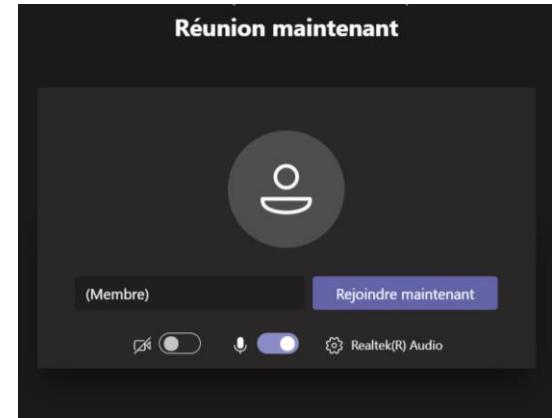 Réunion maintenant
(Membre)
Rejoindre maintenant
Realtek(R) Audio